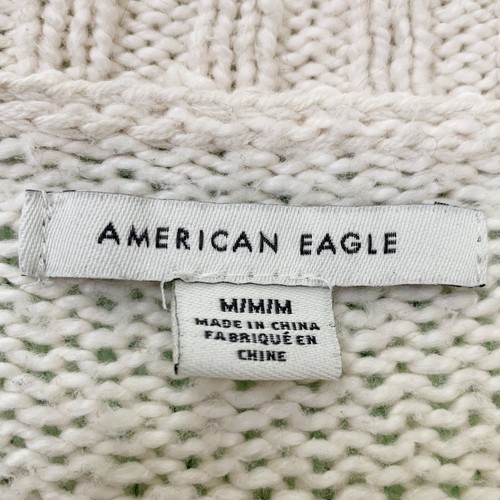 AMERICAN EAGLE
M/M/M
MADE IN CHINA
FABRIQUÉ EN
CHINE